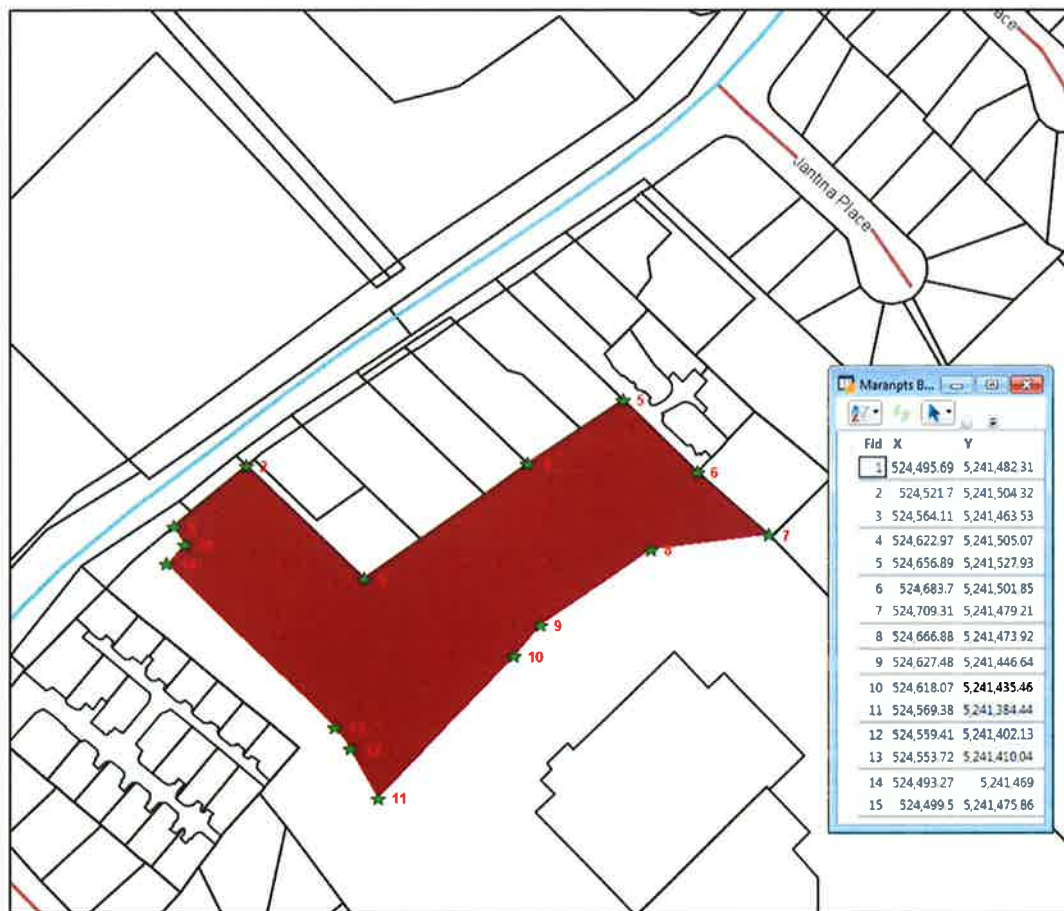 ace
Jantina Place
2
5
4
6
7
8
9
10
11
Maranpts B...
Fid X Y
1 524,495.69 5,241,482.31
2 524,521.7 5,241,504.32
3 524,564.11 5,241,463.53
4 524,622.97 5,241,505.07
5 524,656.89 5,241,527.93
6 524,683.7 5,241,501.85
7 524,709.31 5,241,479.21
8 524,666.88 5,241,473.92
9 524,627.48 5,241,446.64
10 524,618.07 5,241,435.46
11 524,569.38 5,241,384.44
12 524,559.41 5,241,402.13
13 524,553.72 5,241,410.04
14 524,493.27 5,241,469
15 524,499.5 5,241,475.86